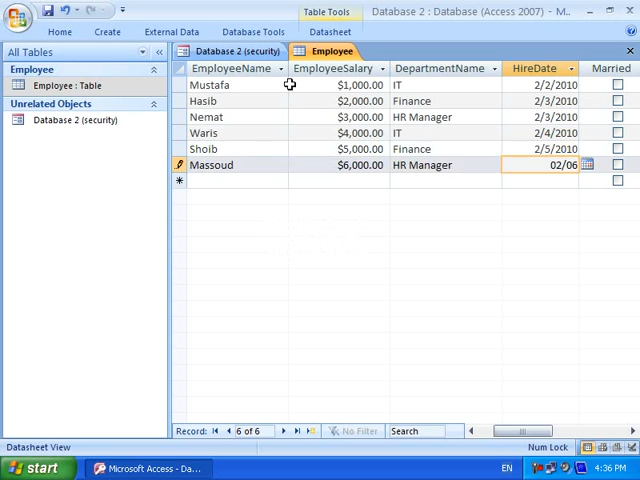 Table Tools
Database 2 : Database (Access 2007) - M..
Home Create External Data Database Tools Datasheet
All Tables
Employee
Employee : Table
Unrelated Objects
Database 2 (security)
Database 2 (security) Employee
EmployeeName EmployeeSalary DepartmentName HireDate Married
Mustafa $1,000.00 IT 2/2/2010
Hasib $2,000.00 Finance 2/3/2010
Nemat $3,000.00 HR Manager 2/3/2010
Waris $4,000.00 IT 2/4/2010
Shoib $5,000.00 Finance 2/5/2010
Massoud $6,000.00 HR Manager 02/06
Record: 6 of 6 No Filter Search
Datasheet View Num Lock
start Microsoft Access - Da... EN 4:36 PM